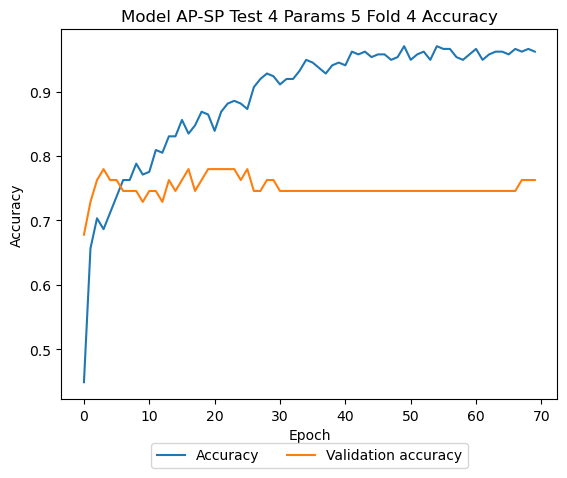 Model AP-SP Test 4 Params 5 Fold 4 Accuracy
Accuracy
0.9
0.8
0.7
0.6
0.5
0 10 20 30 40 50 60 70
Epoch
Accuracy Validation accuracy